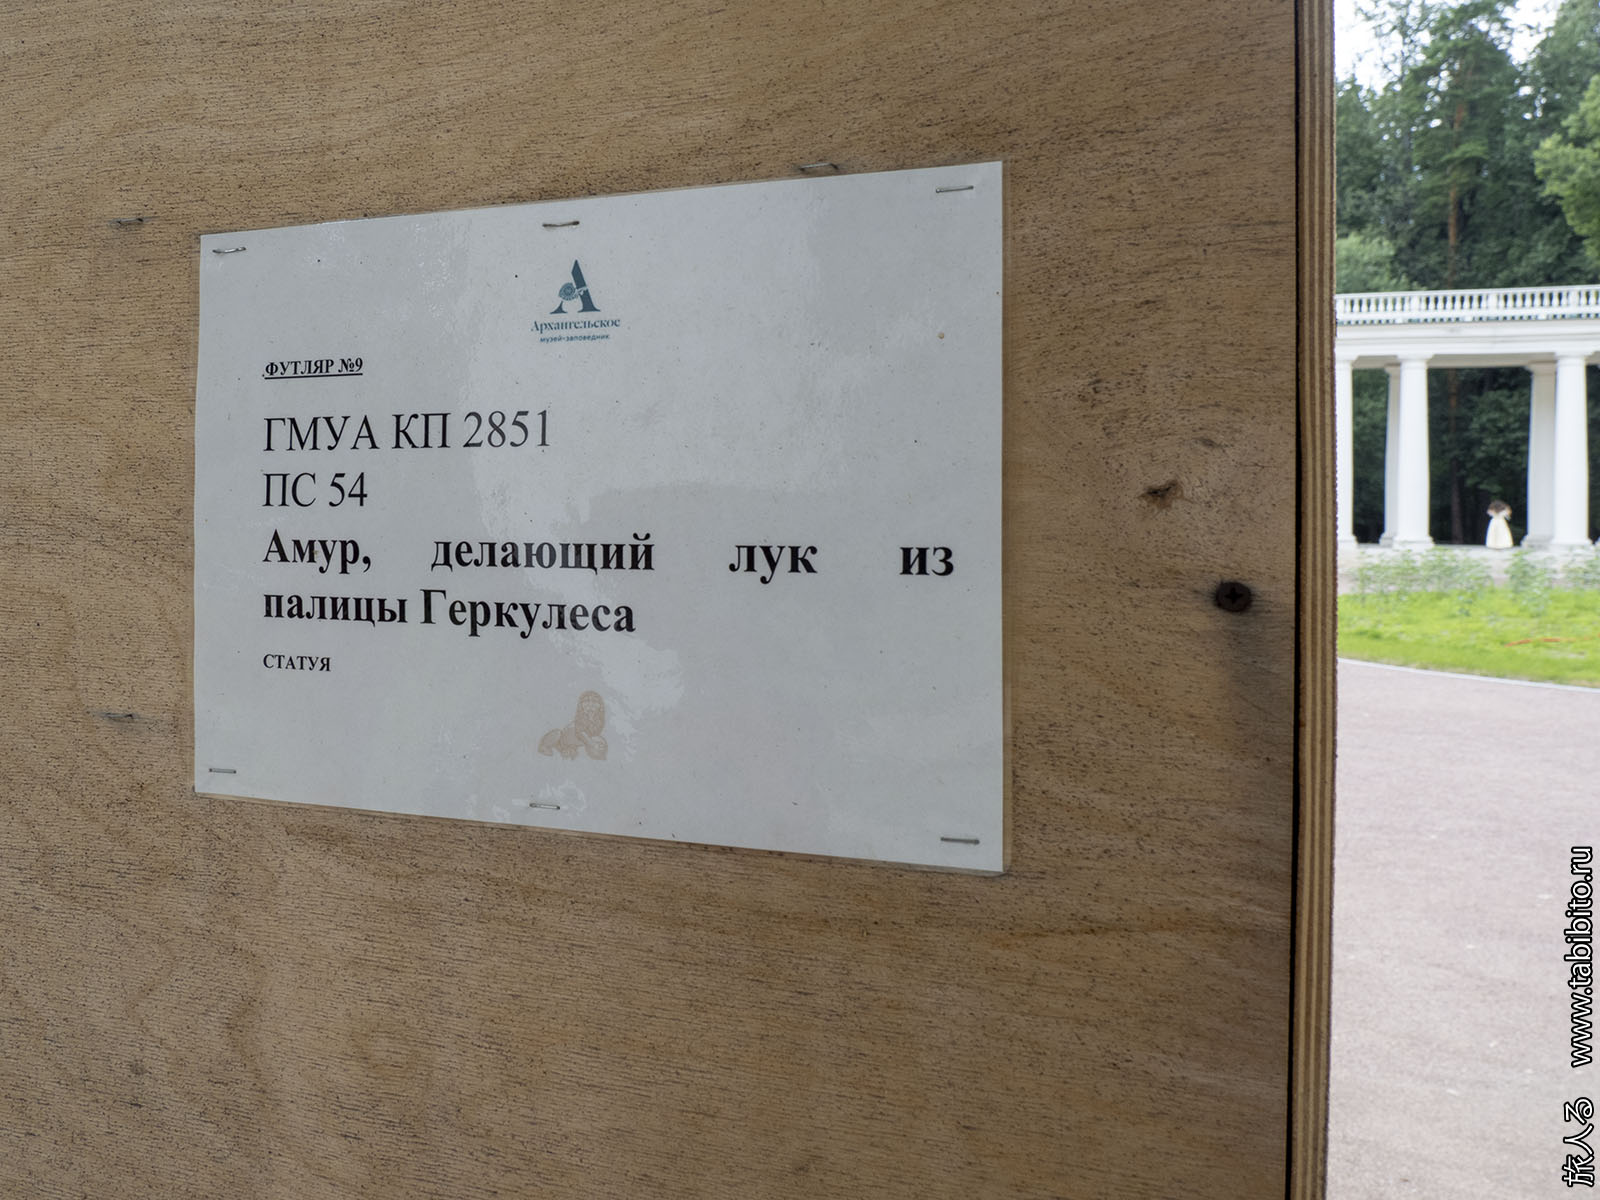 Архангельское
музей-заповедник
ФУТЛЯР №9
ГМУА КП 2851
ПС 54
Амур, делающий лук из
палицы Геркулеса
СТАТУЯ
旅人る www.tabibito.ru